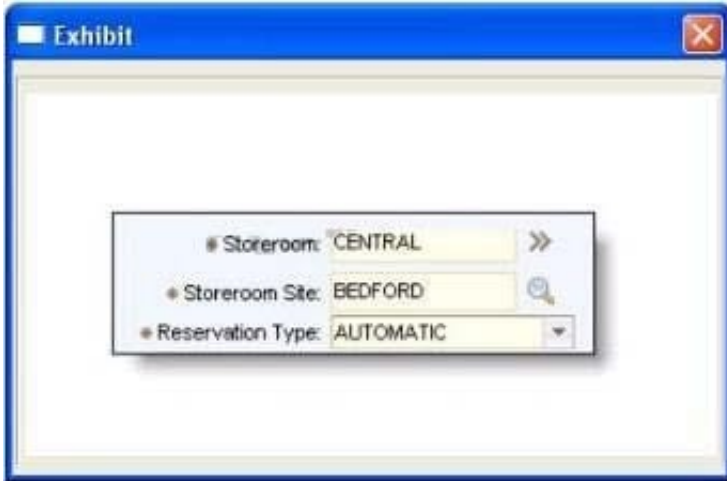 Exhibit
Storeroom: CENTRAL
Storeroom Site: BEDFORD
Reservation Type: AUTOMATIC